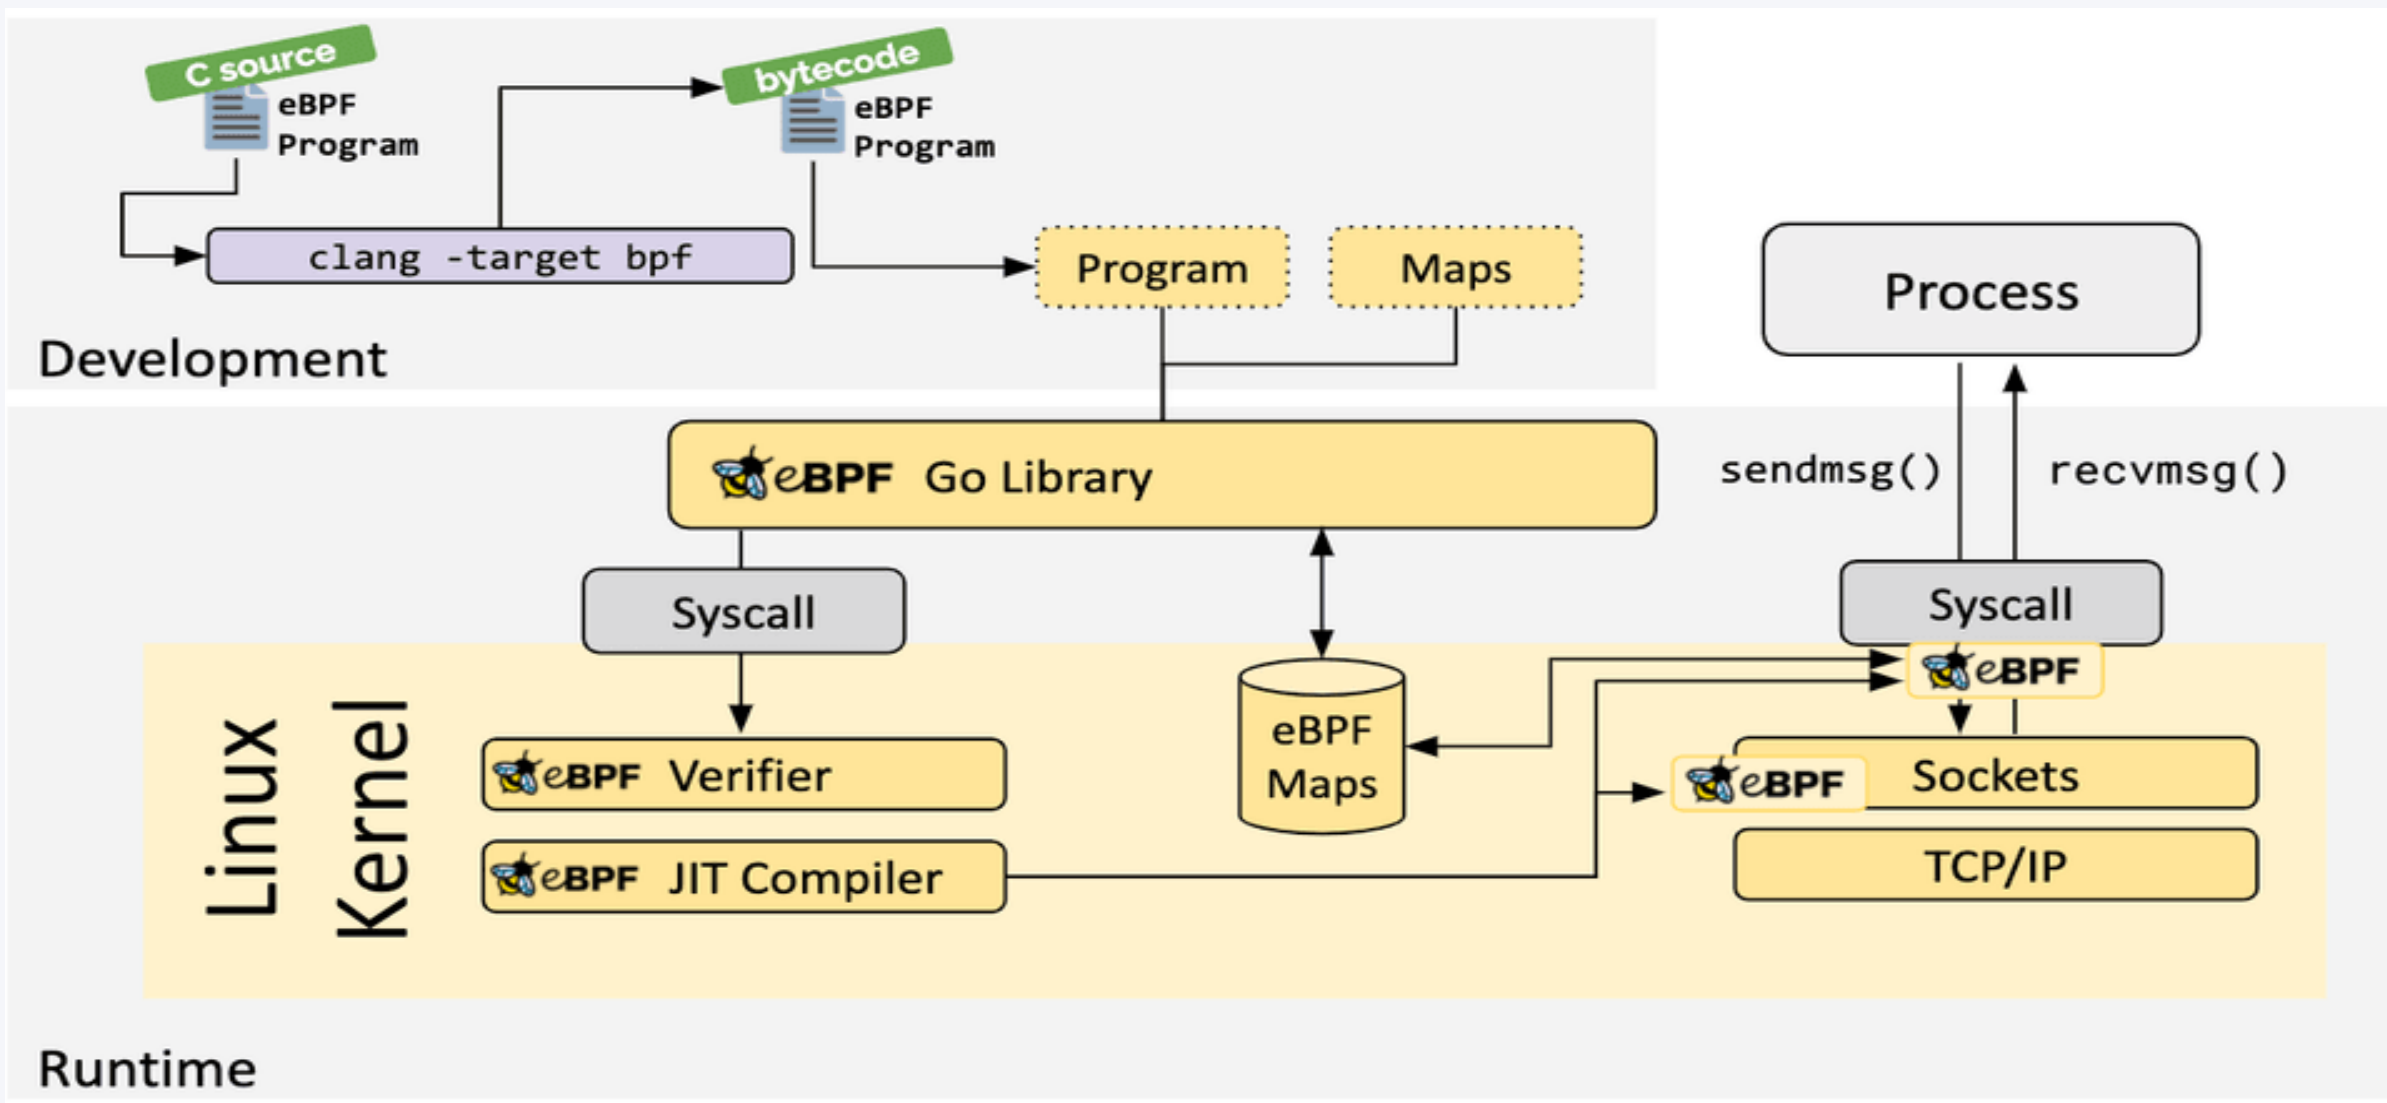 C source
eBPF
Program
bytecode
eBPF
Program
clang -target bpf
Program
Maps
Development
Process
eBPF Go Library
sendmsg()
recvmsg()
Syscall
Syscall
eBPF
Linux
Kernel
eBPF Verifier
eBPF
Maps
eBPF
Sockets
eBPF JIT Compiler
TCP/IP
Runtime